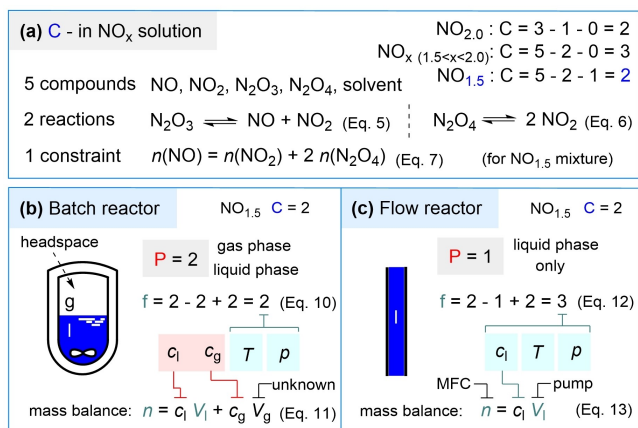 (a) C - in NOx solution
NO2.0 : C = 3 - 1 - 0 = 2
NOx (1.5<x<2.0) : C = 5 - 2 - 0 = 3
NO1.5 : C = 5 - 2 - 1 = 2
5 compounds NO, NO2, N2O3, N2O4, solvent
2 reactions N2O3 ⇌ NO + NO2 (Eq. 5) N2O4 ⇌ 2 NO2 (Eq. 6)
1 constraint n(NO) = n(NO2) + 2 n(N2O4) (Eq. 7) (for NO1.5 mixture)
(b) Batch reactor NO1.5 C = 2
headspace
g
l
P = 2
gas phase
liquid phase
f = 2 - 2 + 2 = 2 (Eq. 10)
cl cg T p
unknown
mass balance: n = cl Vl + cg Vg (Eq. 11)
(c) Flow reactor NO1.5 C = 2
l
P = 1
liquid phase
only
f = 2 - 1 + 2 = 3 (Eq. 12)
cl T p
MFC pump
mass balance: n = cl Vl (Eq. 13)